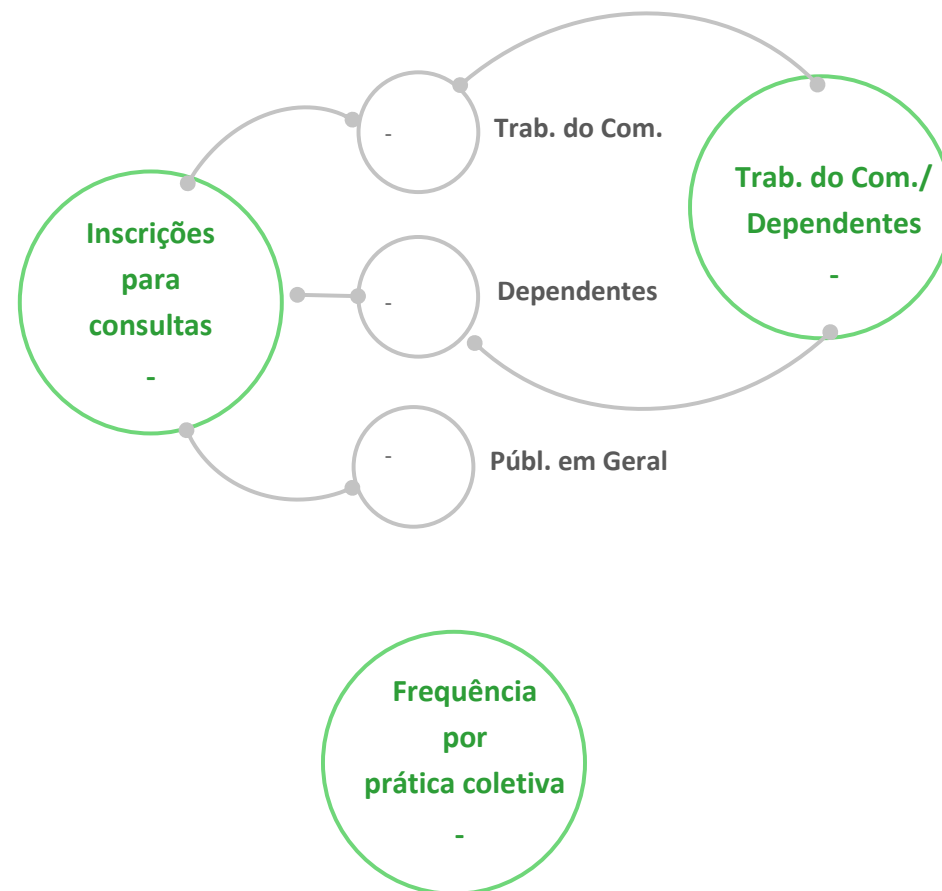 Inscrições
para
consultas
-
-
Trab. do Com.
-
Dependentes
-
Públ. em Geral
Trab. do Com./
Dependentes
-
Frequência
por
prática coletiva
-